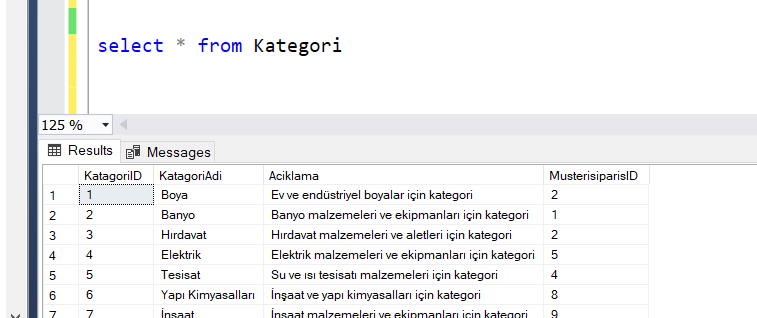 select * from Kategori
125 %
Results Messages
KatagoriID KatagoriAdi Aciklama MusterisiparisID
1 1 Boya Ev ve endüstriyel boyalar için kategori 2
2 2 Banyo Banyo malzemeleri ve ekipmanları için kategori 1
3 3 Hırdavat Hırdavat malzemeleri ve aletleri için kategori 2
4 4 Elektrik Elektrik malzemeleri ve ekipmanları için kategori 5
5 5 Tesisat Su ve ısı tesisatı malzemeleri için kategori 4
6 6 Yapı Kimyasalları İnşaat ve yapı kimyasalları için kategori 8
7 7 İnşaat İnşaat malzemeleri ve ekipmanları için kategori 9